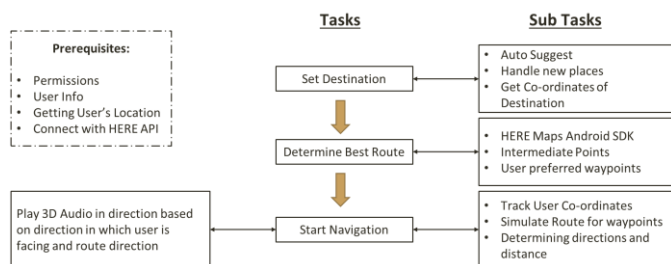 Tasks
Sub Tasks
Prerequisites:
• Permissions
• User Info
• Getting User's Location
• Connect with HERE API
Set Destination
• Auto Suggest
• Handle new places
• Get Co-ordinates of
Destination
Determine Best Route
• HERE Maps Android SDK
• Intermediate Points
• User preferred waypoints
Play 3D Audio in direction based
on direction in which user is
facing and route direction
Start Navigation
• Track User Co-ordinates
• Simulate Route for waypoints
• Determining directions and
distance